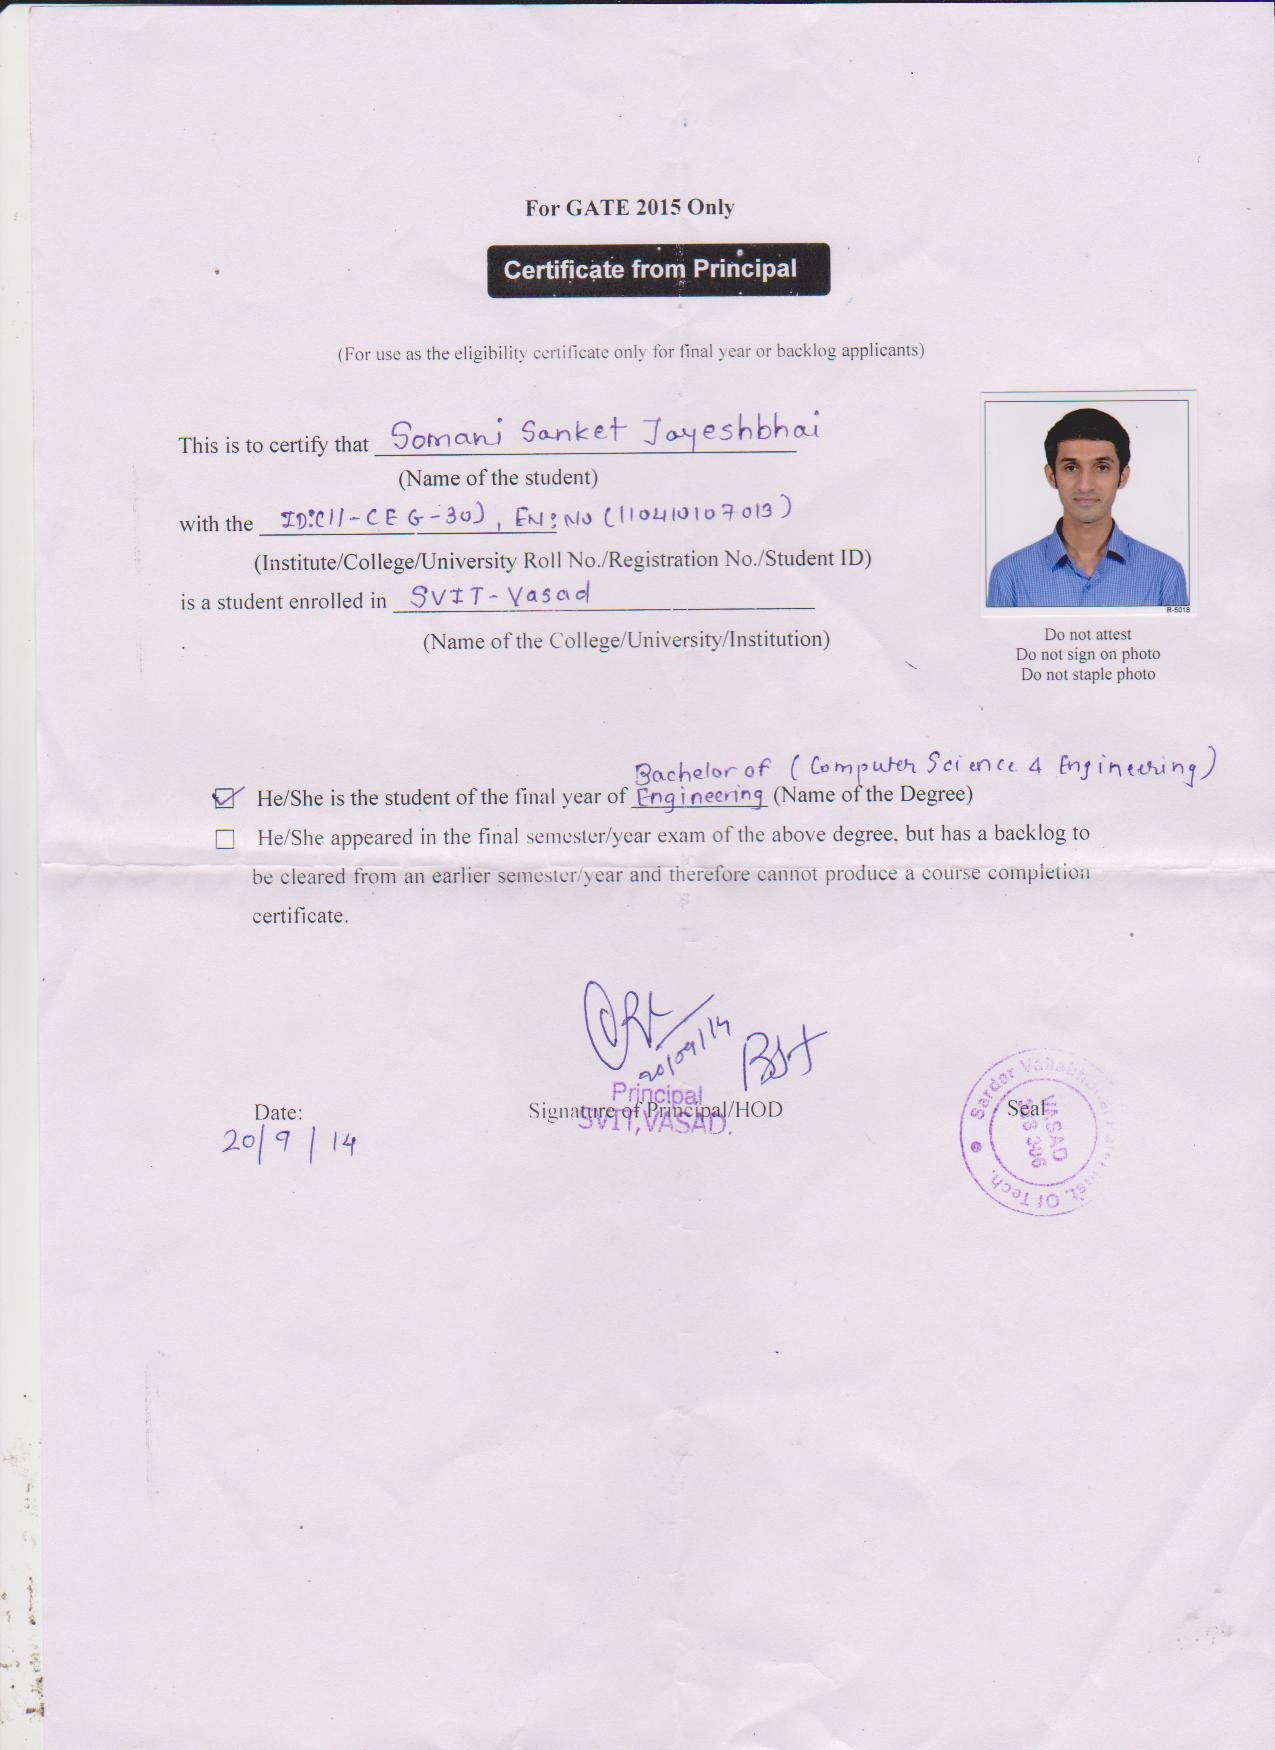 For GATE 2015 Only
Certificate from Principal
(For use as the eligibility certificate only for final year or backlog applicants)
This is to certify that Somani Sanket Jayeshbhai
(Name of the student)
with the ID:(11-CEG-30), EN: NO (110410107013)
(Institute/College/University Roll No./Registration No./Student ID)
is a student enrolled in SVIT-Vasad
(Name of the College/University/Institution)
R-5018
Do not attest
Do not sign on photo
Do not staple photo
Bachelor of (Computer Science & Engineering)
He/She is the student of the final year of Engineering (Name of the Degree)
He/She appeared in the final semester/year exam of the above degree, but has a backlog to
be cleared from an earlier semester/year and therefore cannot produce a course completion
certificate.
20/09/14
Principal
Date: Signature of Principal/HOD Seal
SVIT, VASAD.
20/9/14
Sardar Vallabhbhai Patel Inst. Of Tech.
VASAD
388 306